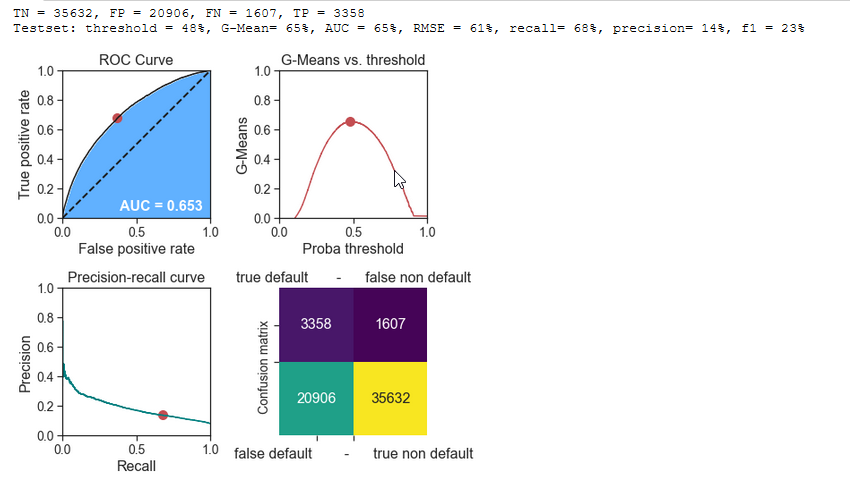 TN = 35632, FP = 20906, FN = 1607, TP = 3358
Testset: threshold = 48%, G-Mean= 65%, AUC = 65%, RMSE = 61%, recall= 68%, precision= 14%, f1 = 23%
ROC Curve
1.0
0.8
0.6
0.4
0.2
0.0
True positive rate
AUC = 0.653
0.0 0.5 1.0
False positive rate
G-Means vs. threshold
1.0
0.8
0.6
0.4
0.2
0.0
G-Means
0.0 0.5 1.0
Proba threshold
Precision-recall curve
1.0
0.8
0.6
0.4
0.2
0.0
Precision
0.0 0.5 1.0
Recall
true default - false non default
Confusion matrix
3358 1607
20906 35632
false default - true non default